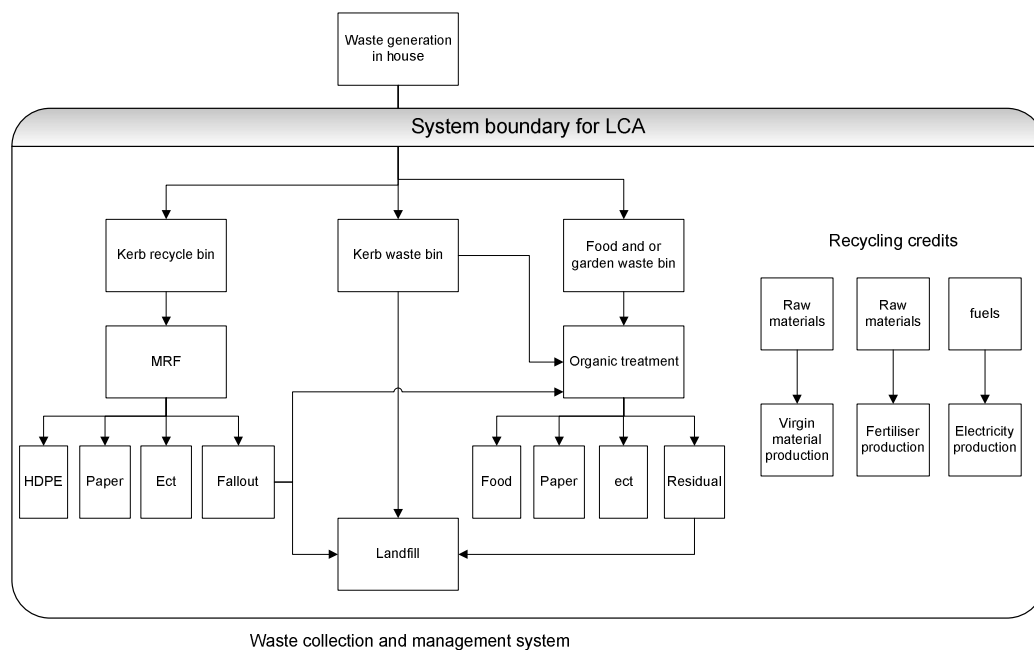 Waste generation
in house
System boundary for LCA
Kerb recycle bin
Kerb waste bin
Food and or
garden waste bin
Recycling credits
Raw
materials
Raw
materials
fuels
MRF
Organic treatment
Virgin
material
production
Fertiliser
production
Electricity
production
HDPE
Paper
Ect
Fallout
Food
Paper
ect
Residual
Landfill
Waste collection and management system